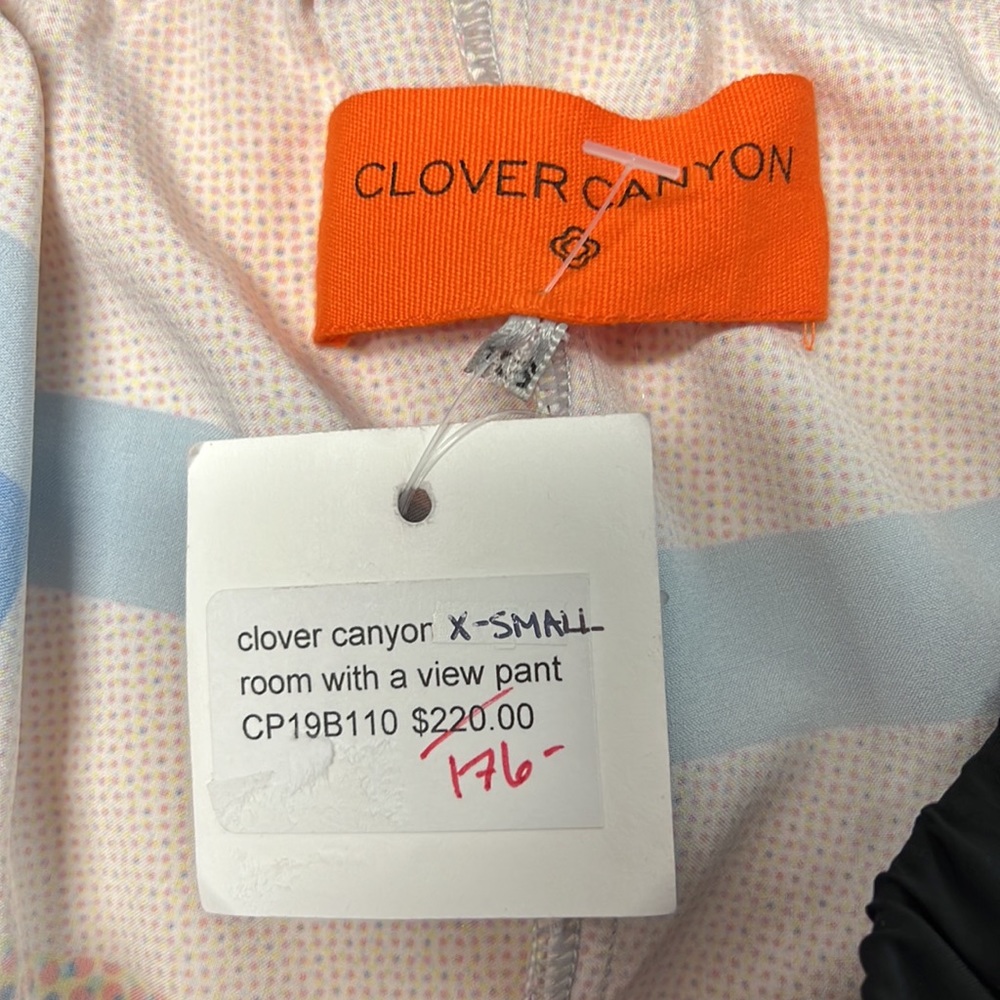 CLOVER CANYON
clover canyon X-SMALL
room with a view pant
CP19B110 $220.00
176-